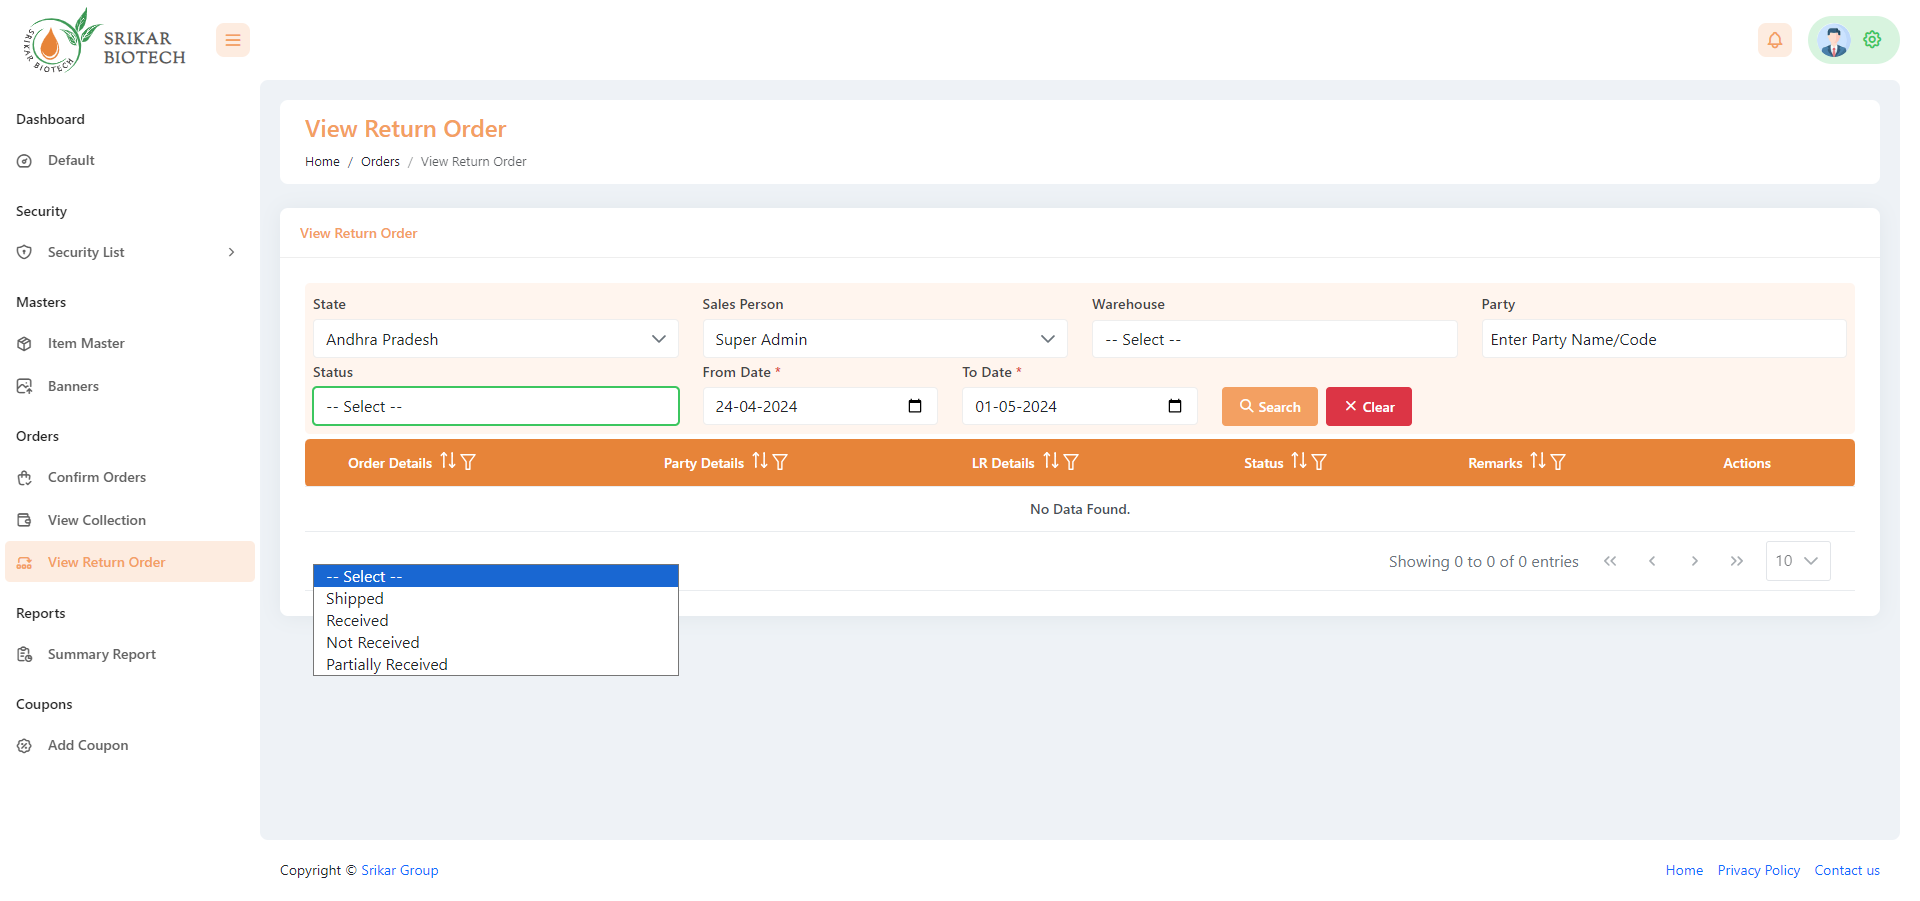 SRIKAR BIOTECH
SRIKAR
BIOTECH
Dashboard
Default
Security
Security List
Masters
Item Master
Banners
Orders
Confirm Orders
View Collection
View Return Order
Reports
Summary Report
Coupons
Add Coupon
View Return Order
Home / Orders / View Return Order
View Return Order
State Sales Person Warehouse Party
Andhra Pradesh Super Admin -- Select -- Enter Party Name/Code
Status From Date * To Date *
-- Select -- 24-04-2024 01-05-2024 Search Clear
Order Details Party Details LR Details Status Remarks Actions
No Data Found.
Showing 0 to 0 of 0 entries 10
-- Select --
Shipped
Received
Not Received
Partially Received
Copyright © Srikar Group Home Privacy Policy Contact us